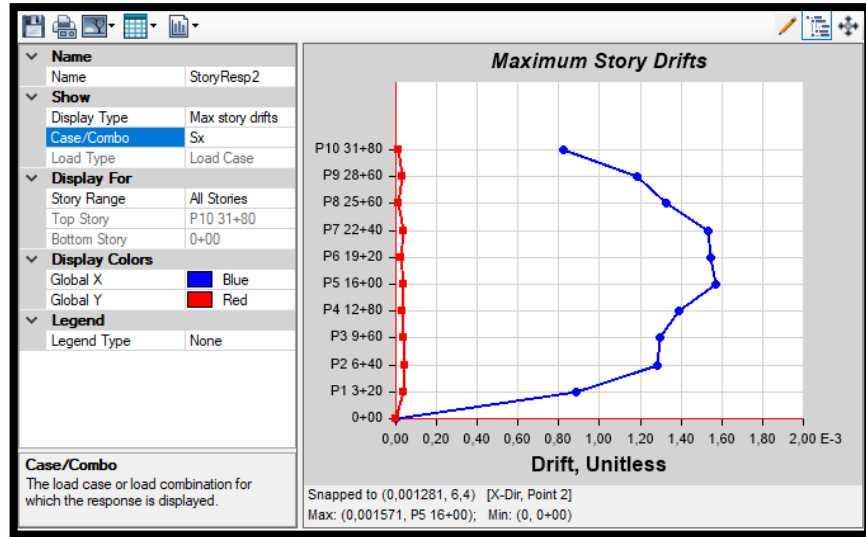 Name
Name StoryResp2
Show
Display Type Max story drifts
Case/Combo Sx
Load Type Load Case
Display For
Story Range All Stories
Top Story P10 31+80
Bottom Story 0+00
Display Colors
Global X Blue
Global Y Red
Legend
Legend Type None
Case/Combo
The load case or load combination for
which the response is displayed.
Maximum Story Drifts
P10 31+80
P9 28+60
P8 25+60
P7 22+40
P6 19+20
P5 16+00
P4 12+80
P3 9+60
P2 6+40
P1 3+20
0+00
0,00 0,20 0,40 0,60 0,80 1,00 1,20 1,40 1,60 1,80 2,00 E-3
Drift, Unitless
Snapped to (0,001281, 6,4) [X-Dir, Point 2]
Max: (0,001571, P5 16+00); Min: (0, 0+00)